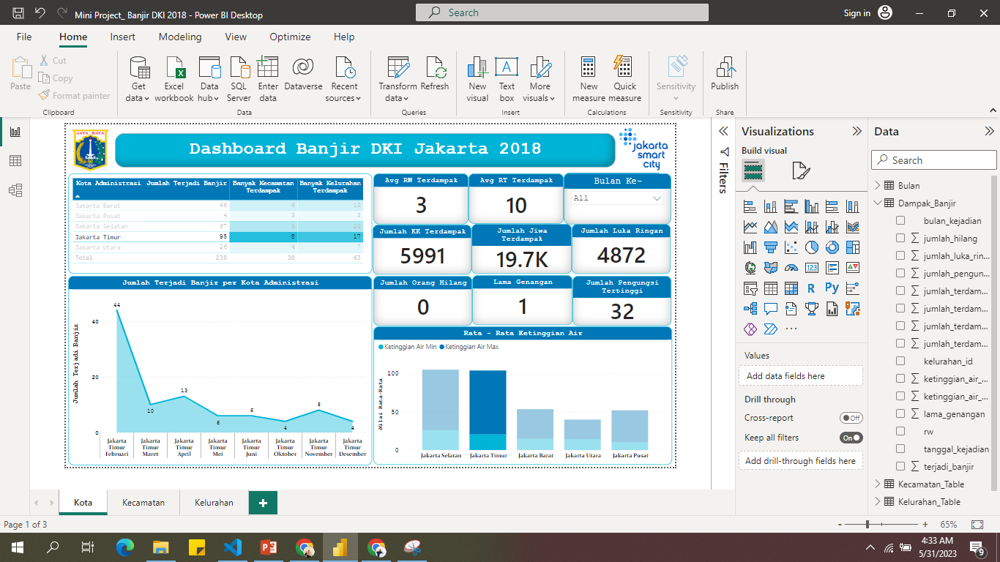 Mini Project_ Banjir DKI 2018 - Power BI Desktop
Search
Sign in
File Home Insert Modeling View Optimize Help
Paste
Cut
Copy
Format painter
Clipboard
Get data
Excel workbook
Data hub
SQL Server
Enter data
Dataverse
Recent sources
Data
Transform data
Refresh
Queries
New visual
Text box
More visuals
Insert
New measure
Quick measure
Calculations
Sensitivity
Sensitivity
Publish
Share
JAYA RAYA
Dashboard Banjir DKI Jakarta 2018
jakarta
smart
city
Kota Administrasi Jumlah Terjadi Banjir Banyak Kecamatan Terdampak Banyak Kelurahan Terdampak
Jakarta Barat 46 6
Jakarta Pusat 4 3 3
Jakarta Selatan 67
Jakarta Timur 95 8 17
Jakarta Utara 26 4 7
Total 238 30 63
Avg RW Terdampak
3
Avg RT Terdampak
10
Bulan Ke-
All
Jumlah KK Terdampak
5991
Jumlah Jiwa
Terdampak
19.7K
Jumlah Luka Ringan
4872
Jumlah Orang Hilang
0
Lama Genangan
1
Jumlah Pengungsi
Tertinggi
32
Jumlah Terjadi Banjir per Kota Administrasi
Jumlah Terjadi Banjir
40
20
0
44
10
13
6
6
4
8
4
Jakarta Timur Februari
Jakarta Timur Maret
Jakarta Timur April
Jakarta Timur Mei
Jakarta Timur Juni
Jakarta Timur Oktober
Jakarta Timur November
Jakarta Timur Desember
Rata - Rata Ketinggian Air
Ketinggian Air Min Ketinggian Air Max
Nilai Rata-Rata
100
50
0
Jakarta Selatan Jakarta Timur Jakarta Barat Jakarta Utara Jakarta Pusat
Filters
Visualizations
Build visual
R Py
123
...
Values
Add data fields here
Drill through
Cross-report Off
Keep all filters On
Add drill-through fields here
Data
Search
Bulan
Dampak_Banjir
bulan_kejadian
jumlah_hilang
jumlah_luka_rin...
jumlah_pengun...
jumlah_terdam...
jumlah_terdam...
jumlah_terdam...
jumlah_terdam...
kelurahan_id
ketinggian_air_...
ketinggian_air_...
lama_genangan
rw
tanggal_kejadian
terjadi_banjir
Kecamatan_Table
Kelurahan_Table
Kota Kecamatan Kelurahan
Page 1 of 3
- + 65%
4:33 AM
5/31/2023
9